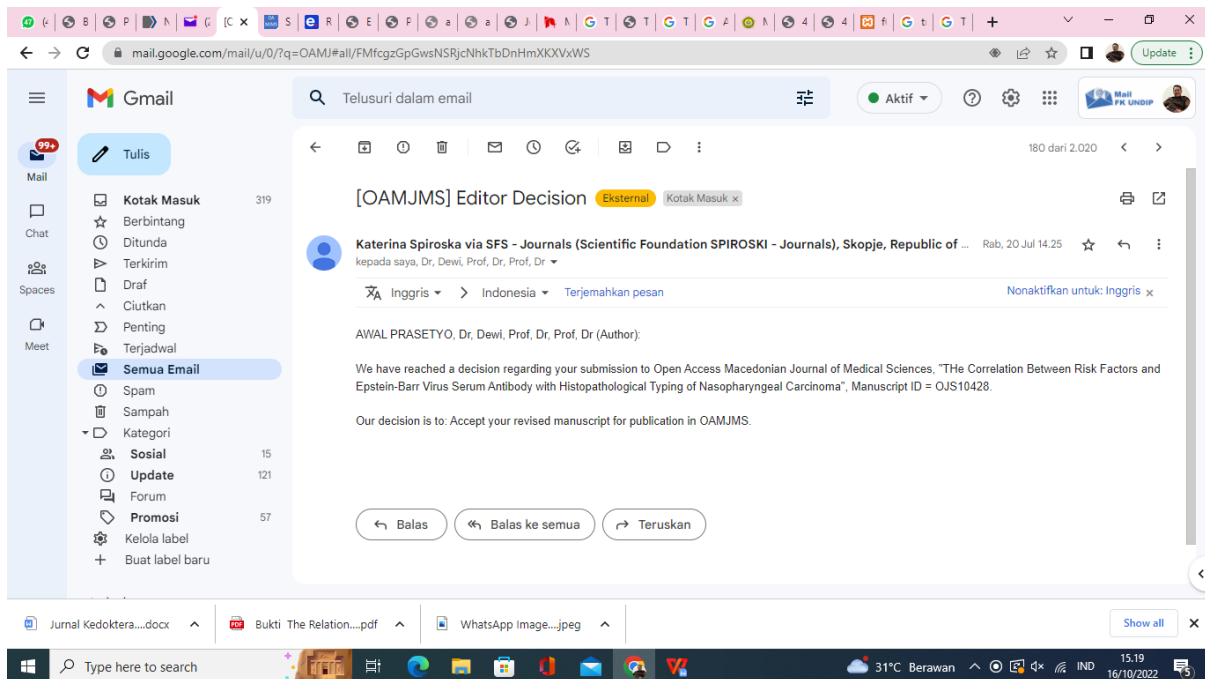 mail.google.com/mail/u/0/?q=OAMJ#all/FMfcgzGpGwsNSRjcNhkTbDnHmXKXVxWS
Update
Gmail
Telusuri dalam email
Aktif
Mail
FK UNDIP
99+
Mail
Chat
Spaces
Meet
Tulis
Kotak Masuk 319
Berbintang
Ditunda
Terkirim
Draf
Ciutkan
Penting
Terjadwal
Semua Email
Spam
Sampah
Kategori
Sosial 15
Update 121
Forum
Promosi 57
Kelola label
Buat label baru
180 dari 2.020
[OAMJMS] Editor Decision Eksternal Kotak Masuk ×
Katerina Spiroska via SFS - Journals (Scientific Foundation SPIROSKI - Journals), Skopje, Republic of ... Rab, 20 Jul 14.25
kepada saya, Dr, Dewi, Prof, Dr, Prof, Dr
Inggris > Indonesia Terjemahkan pesan Nonaktifkan untuk: Inggris ×
AWAL PRASETYO, Dr, Dewi, Prof, Dr, Prof, Dr (Author):
We have reached a decision regarding your submission to Open Access Macedonian Journal of Medical Sciences, "THe Correlation Between Risk Factors and
Epstein-Barr Virus Serum Antibody with Histopathological Typing of Nasopharyngeal Carcinoma", Manuscript ID = OJS10428.
Our decision is to: Accept your revised manuscript for publication in OAMJMS.
Balas
Balas ke semua
Teruskan
Jurnal Kedoktera....docx
Bukti The Relation....pdf
WhatsApp Image....jpeg
Show all
Type here to search
31°C Berawan
IND
15.19
16/10/2022
5